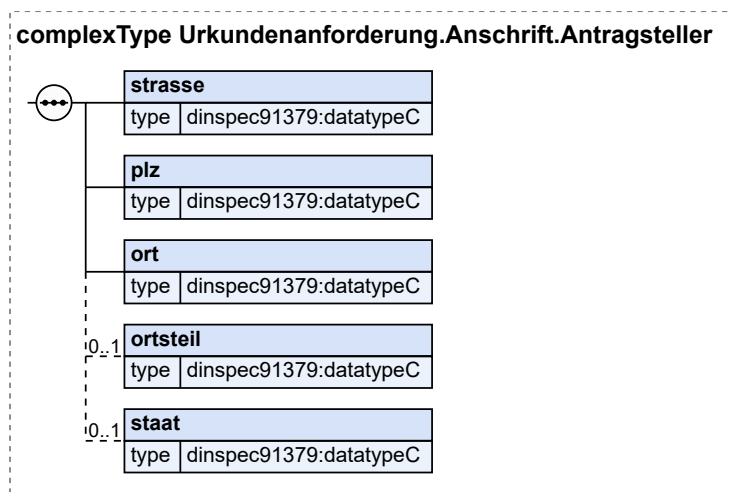 complexType Urkundenanforderung.Anschrift.Antragsteller
strasse
type dinspec91379:datatypeC
plz
type dinspec91379:datatypeC
ort
type dinspec91379:datatypeC
0..1 ortsteil
type dinspec91379:datatypeC
0..1 staat
type dinspec91379:datatypeC